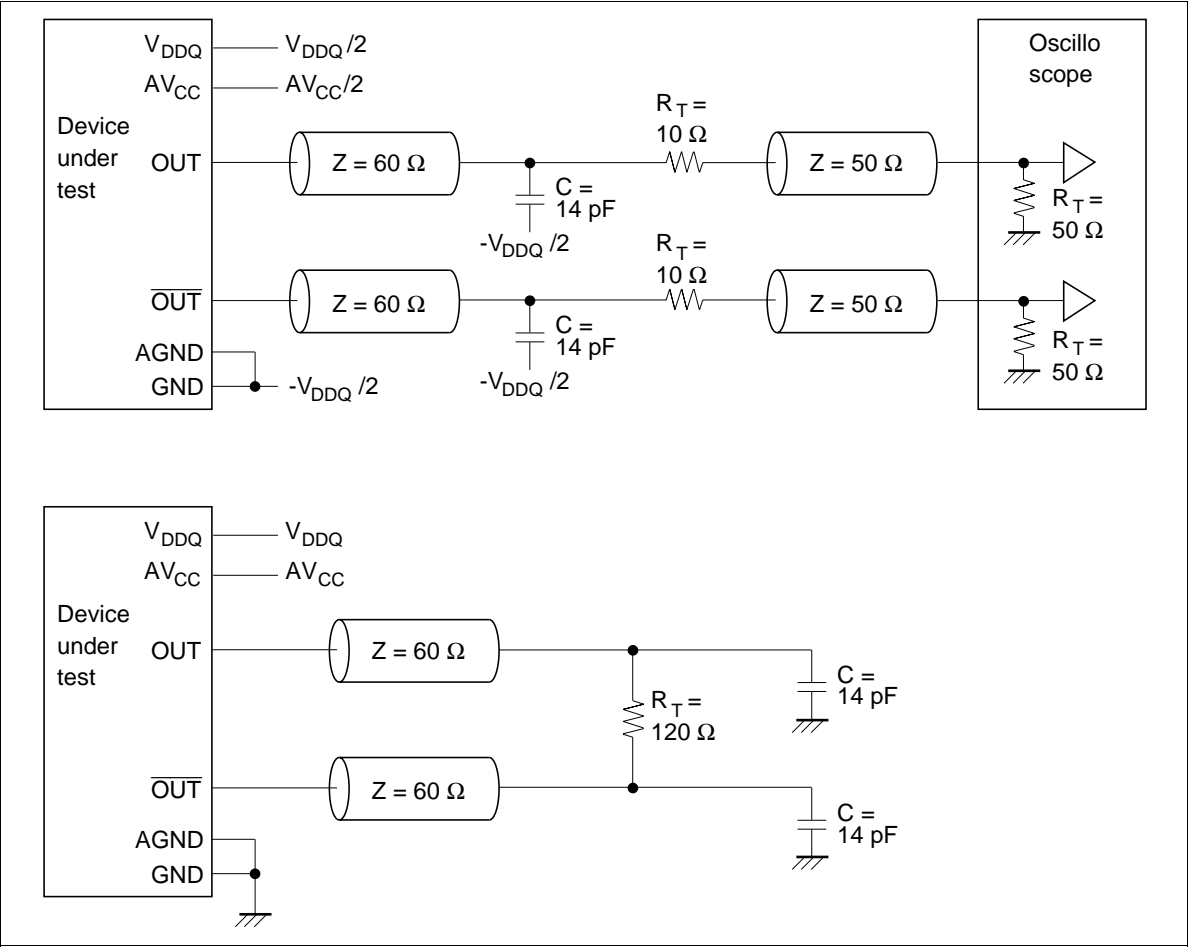 V_DDQ V_DDQ/2
AV_CC AV_CC/2
Oscillo
scope
Device
under
test
OUT
Z = 60 Ω
C =
14 pF
-V_DDQ/2
R_T =
10 Ω
Z = 50 Ω
R_T =
50 Ω
O̅U̅T̅
Z = 60 Ω
C =
14 pF
-V_DDQ/2
R_T =
10 Ω
Z = 50 Ω
R_T =
50 Ω
AGND
GND -V_DDQ/2
V_DDQ V_DDQ
AV_CC AV_CC
Device
under
test
OUT
Z = 60 Ω
C =
14 pF
R_T =
120 Ω
O̅U̅T̅
Z = 60 Ω
C =
14 pF
AGND
GND